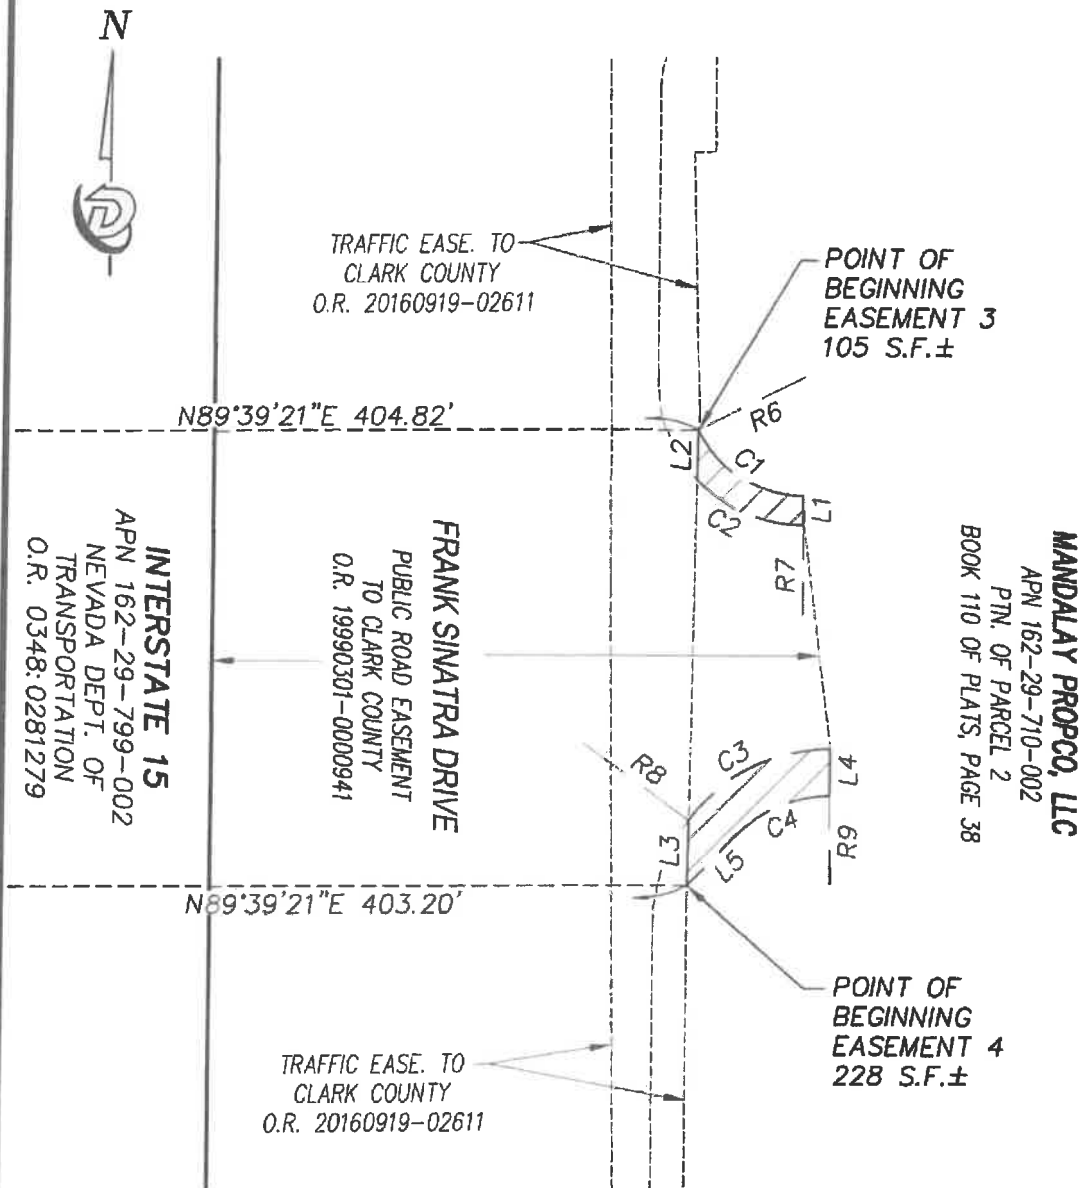 N
D
TRAFFIC EASE. TO
CLARK COUNTY
O.R. 20160919-02611
POINT OF
BEGINNING
EASEMENT 3
105 S.F.±
R6
N89°39'21"E 404.82'
L2
C1
C2
L1
R7
MANDALAY PROPCO, LLC
APN 162-29-710-002
PTN. OF PARCEL 2
BOOK 110 OF PLATS, PAGE 38
FRANK SINATRA DRIVE
PUBLIC ROAD EASEMENT
TO CLARK COUNTY
O.R. 19990301-0000941
INTERSTATE 15
APN 162-29-799-002
NEVADA DEPT. OF
TRANSPORTATION
O.R. 0348:0281279
R8
C3
L4
C4
R9
L3
L5
N89°39'21"E 403.20'
POINT OF
BEGINNING
EASEMENT 4
228 S.F.±
TRAFFIC EASE. TO
CLARK COUNTY
O.R. 20160919-02611